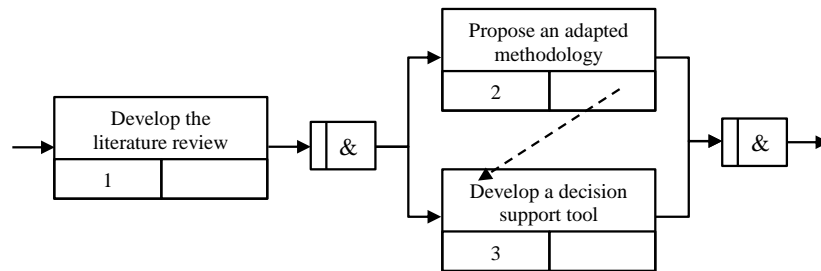 Develop the
literature review
1
&
Propose an adapted
methodology
2
Develop a decision
support tool
3
&